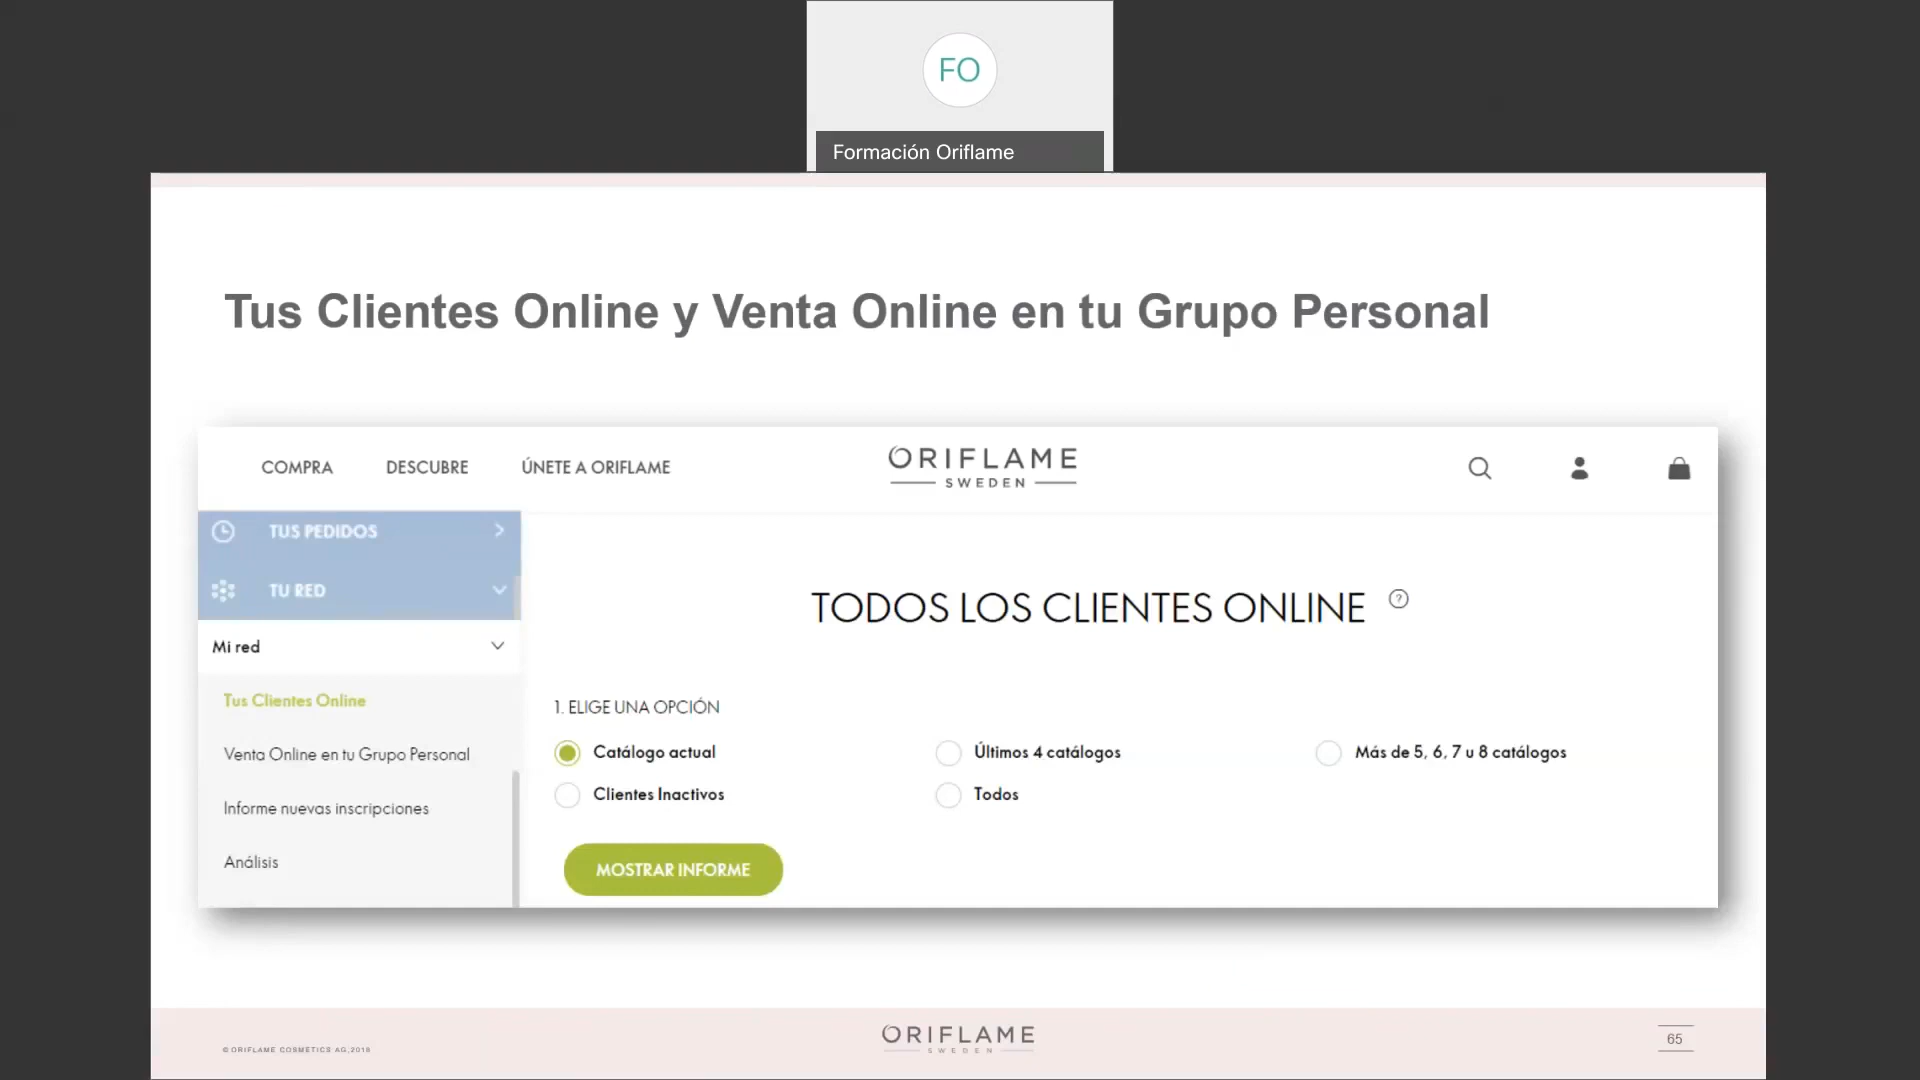 FO
Formación Oriflame
Tus Clientes Online y Venta Online en tu Grupo Personal
COMPRA DESCUBRE ÚNETE A ORIFLAME
ORIFLAME
SWEDEN
TUS PEDIDOS
TU RED
Mi red
Tus Clientes Online
Venta Online en tu Grupo Personal
Informe nuevas inscripciones
Análisis
TODOS LOS CLIENTES ONLINE ?
1. ELIGE UNA OPCIÓN
Catálogo actual Últimos 4 catálogos Más de 5, 6, 7 u 8 catálogos
Clientes Inactivos Todos
MOSTRAR INFORME
© ORIFLAME COSMETICS AG, 2018
ORIFLAME
SWEDEN
65